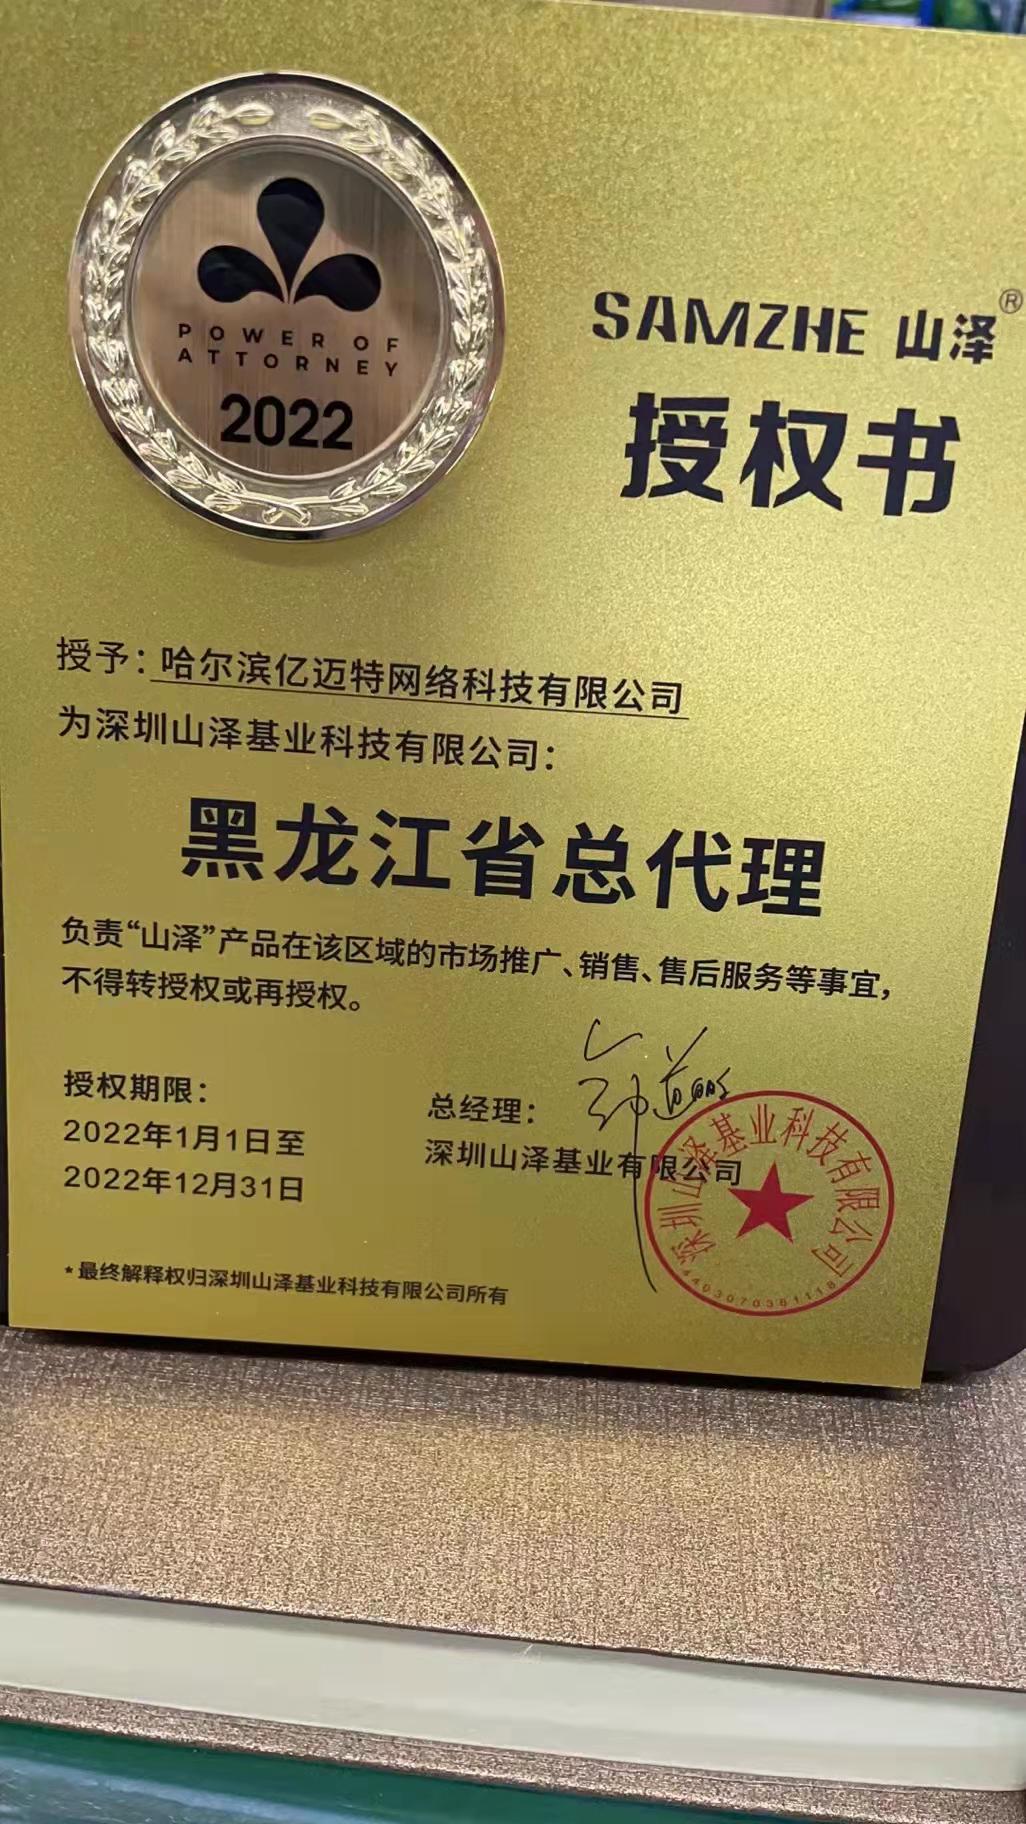 POWER OF
ATTORNEY
2022
SAMZHE 山泽®
授权书
授予：哈尔滨亿迈特网络科技有限公司
为深圳山泽基业科技有限公司：
黑龙江省总代理
负责“山泽”产品在该区域的市场推广、销售、售后服务等事宜，
不得转授权或再授权。
授权期限：
2022年1月1日至
2022年12月31日
总经理：
深圳山泽基业有限公司
深圳山泽基业科技有限公司
*最终解释权归深圳山泽基业科技有限公司所有